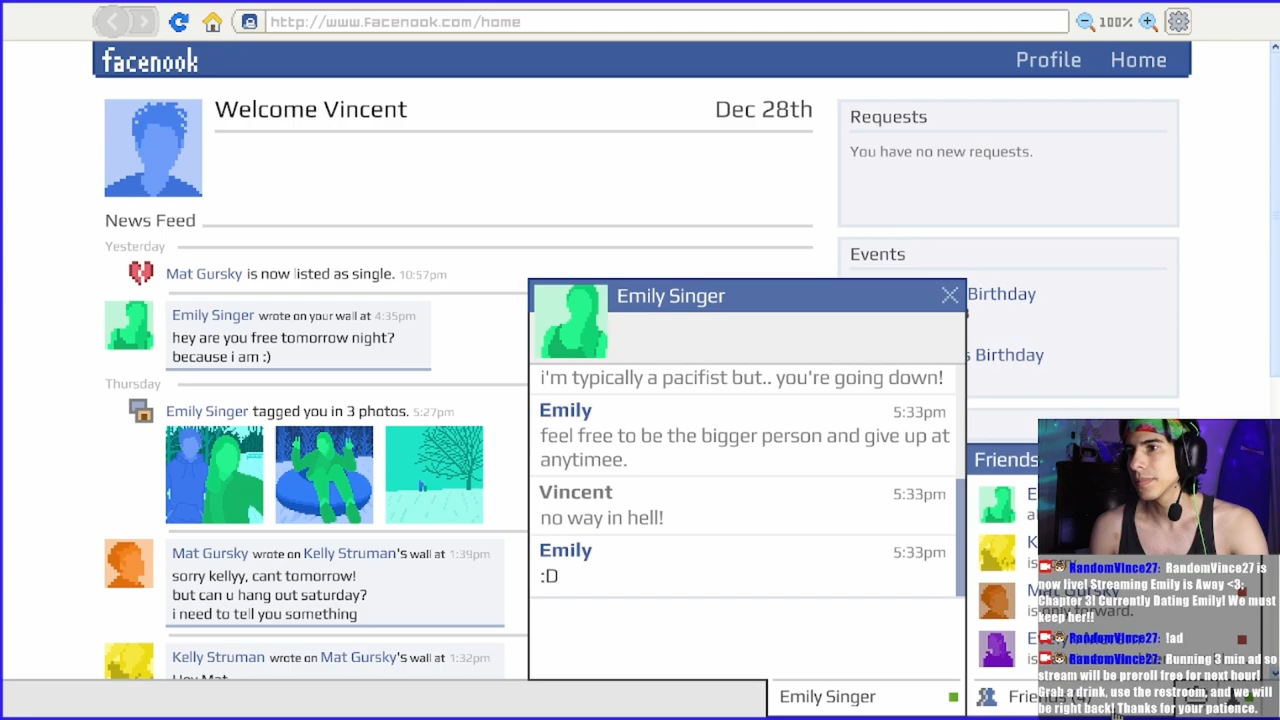 http://www.facenook.com/home
100%
facenook
Profile Home
Welcome Vincent
Dec 28th
Requests
You have no new requests.
News Feed
Yesterday
Mat Gursky is now listed as single. 10:57pm
Emily Singer wrote on your wall at 4:35pm
hey are you free tomorrow night?
because i am :)
Thursday
Emily Singer tagged you in 3 photos. 5:27pm
Mat Gursky wrote on Kelly Struman's wall at 1:39pm
sorry kellyy, cant tomorrow!
but can u hang out saturday?
i need to tell you something
Kelly Struman wrote on Mat Gursky's wall at 1:32pm
Hey Mat
Events
Birthday
s Birthday
Emily Singer
i'm typically a pacifist but.. you're going down!
Emily 5:33pm
feel free to be the bigger person and give up at
anytimee.
Vincent 5:33pm
no way in hell!
Emily 5:33pm
:D
Emily Singer
Friends
RandomVince27: RandomVince27 is
now live! Streaming Emily is Away <3:
Chapter 3! Currently Dating Emily! We must
keep her!!
RandomVince27: !ad
RandomVince27: Running 3 min ad so
stream will be preroll free for next hour!
Grab a drink, use the restroom, and we will
be right back! Thanks for your patience.